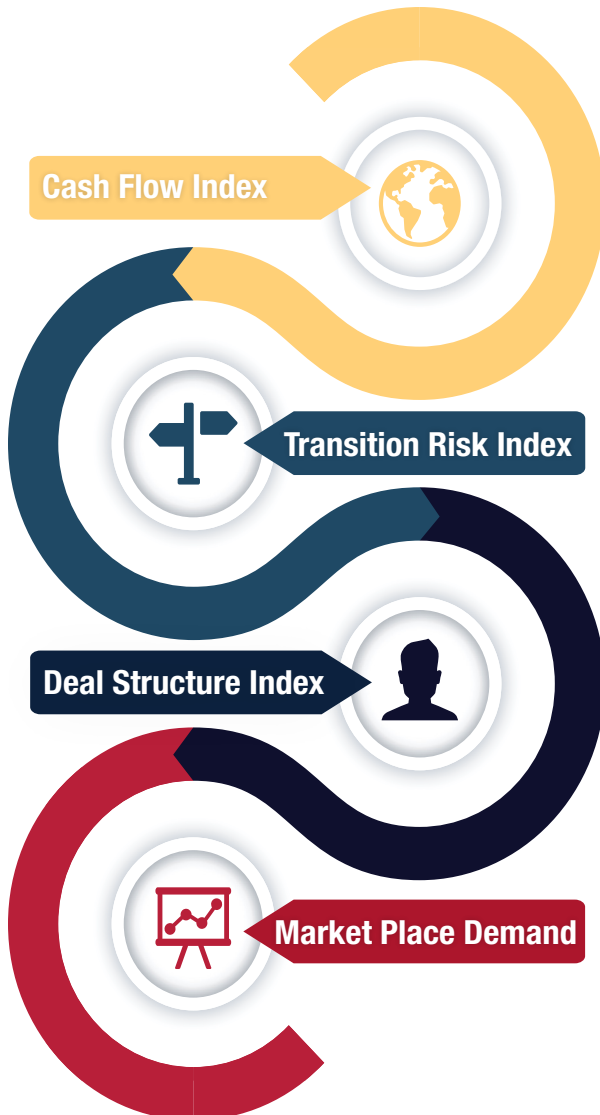 Cash Flow Index
Transition Risk Index
Deal Structure Index
Market Place Demand